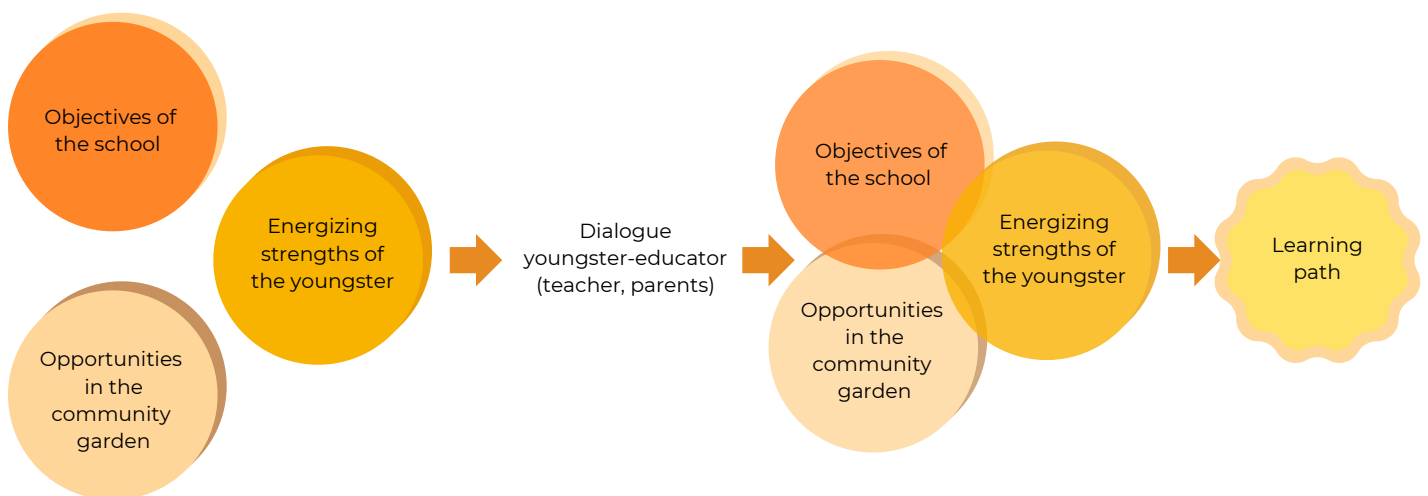 Objectives of
the school
Energizing
strengths of
the youngster
Opportunities
in the
community
garden
Dialogue
youngster-educator
(teacher, parents)
Objectives of
the school
Energizing
strengths of
the youngster
Opportunities
in the
community
garden
Learning
path